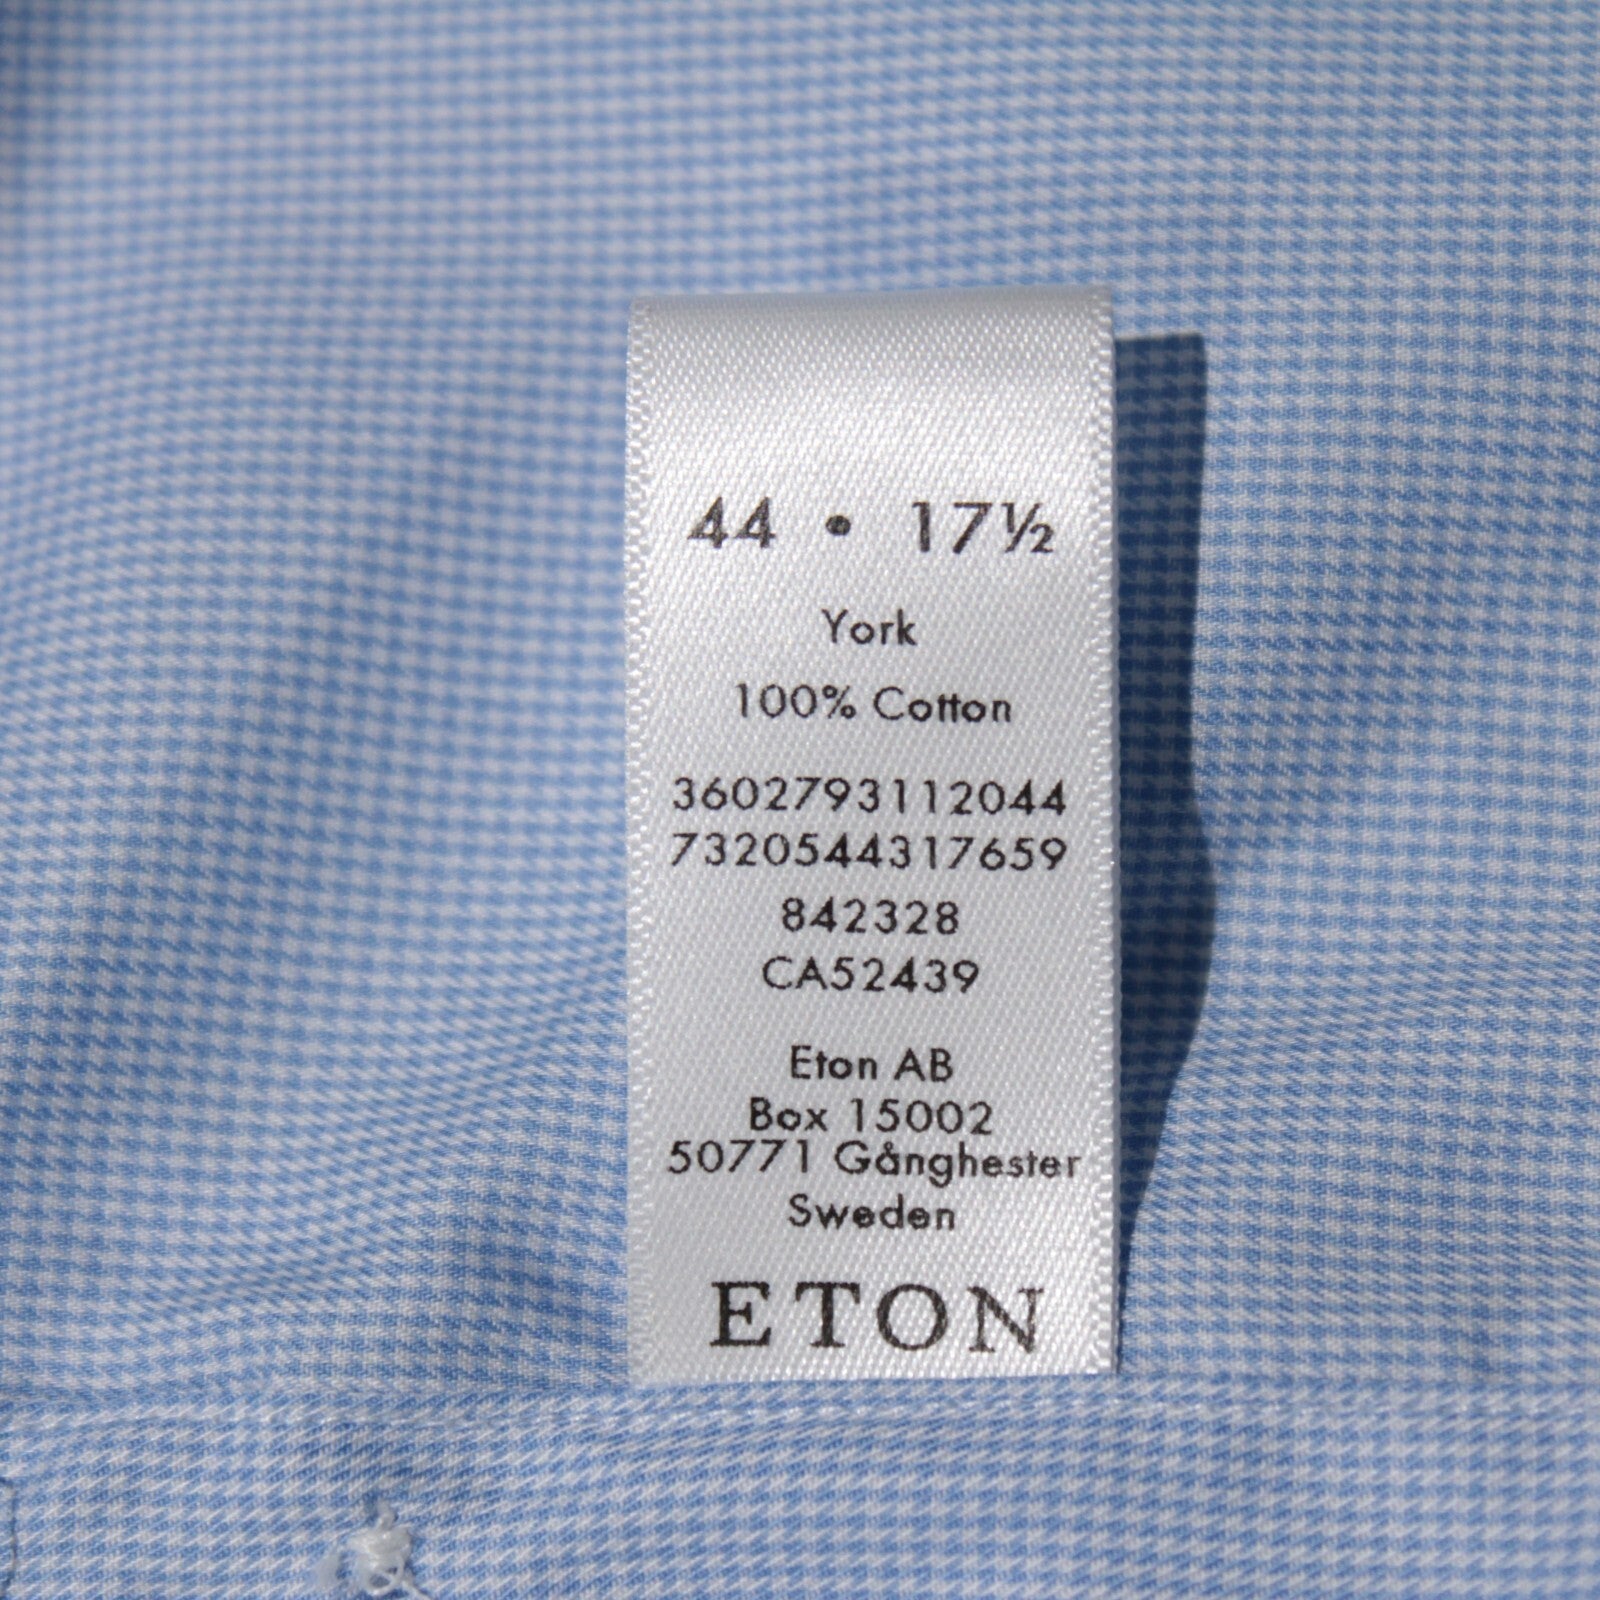 44 • 17½
York
100% Cotton
3602793112044
7320544317659
842328
CA52439
Eton AB
Box 15002
50771 Gånghester
Sweden
ETON